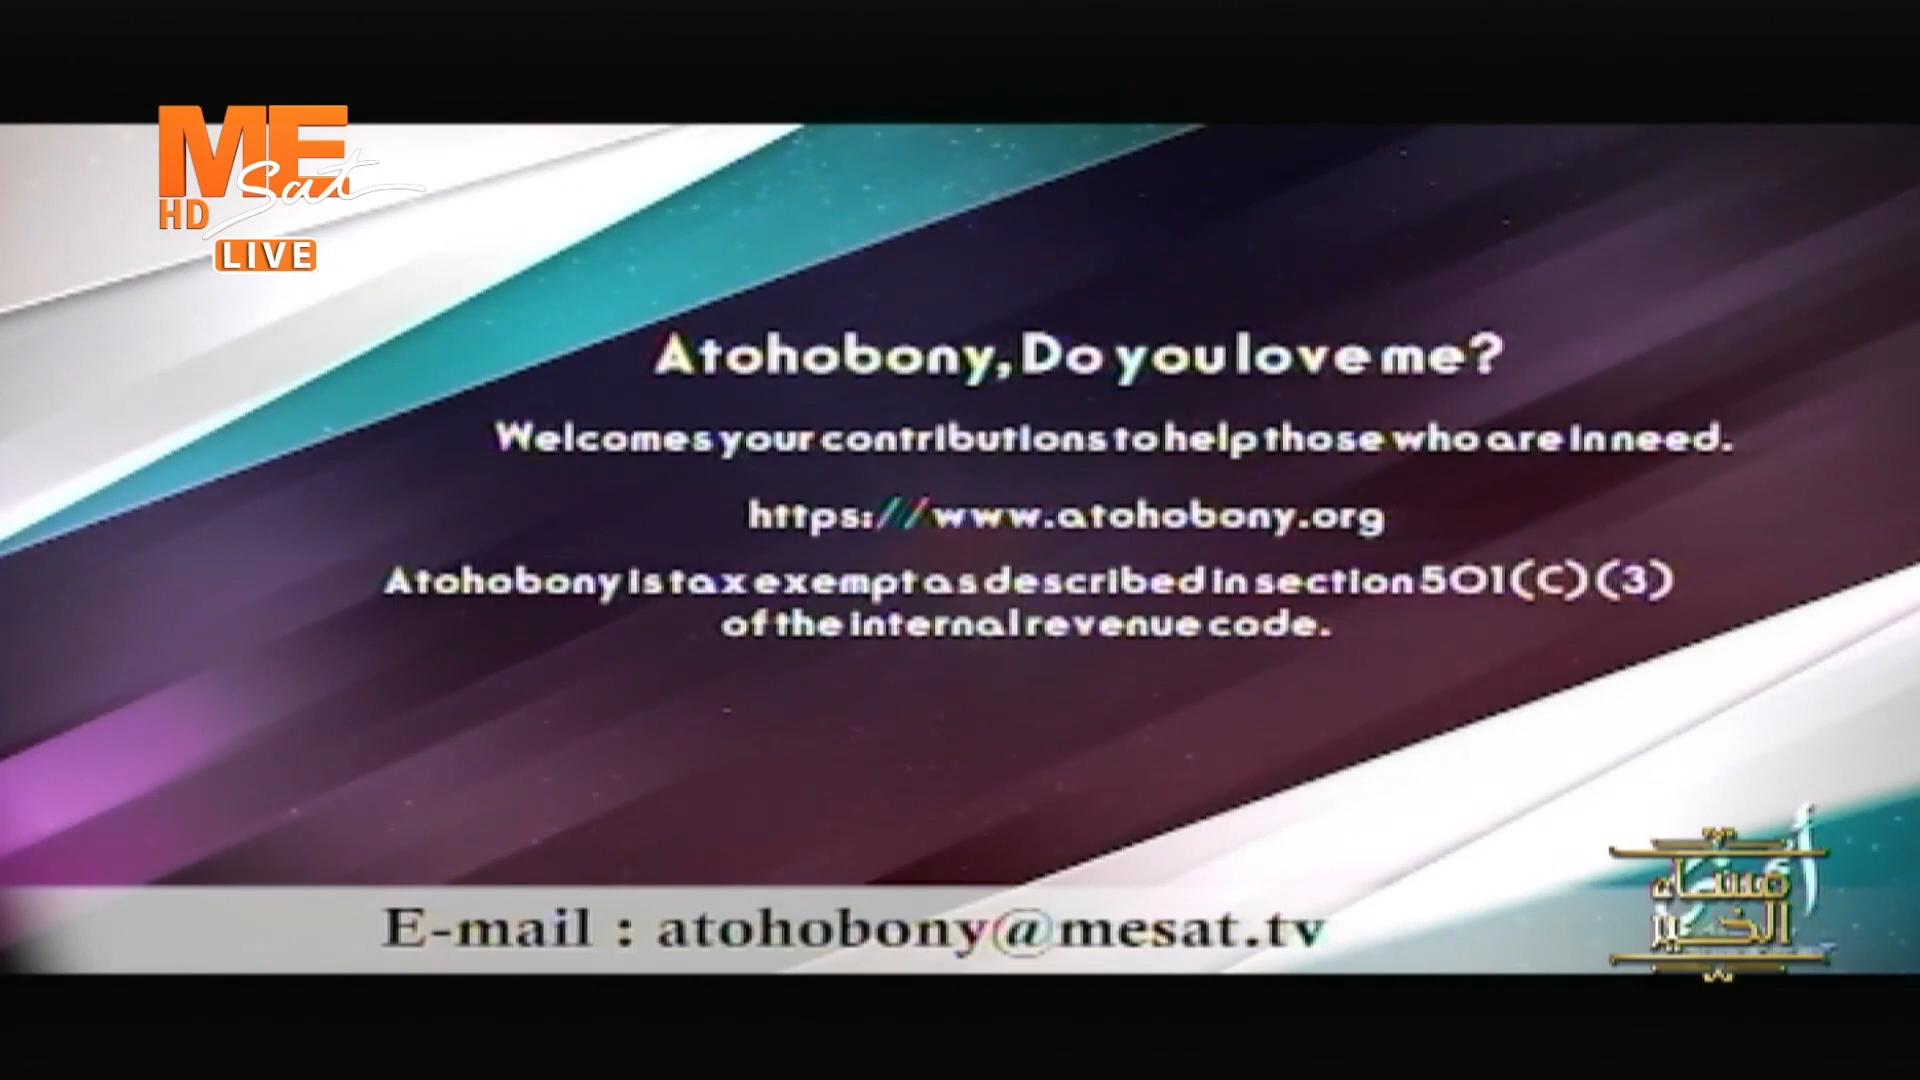 ME
Sat
HD
LIVE
Atohobony, Do you love me?
Welcomes your contributions to help those who are in need.
https://www.atohobony.org
Atohobony is tax exempt as described in section 501(C)(3)
of the internal revenue code.
E-mail : atohobony@mesat.tv
مساء
الخير